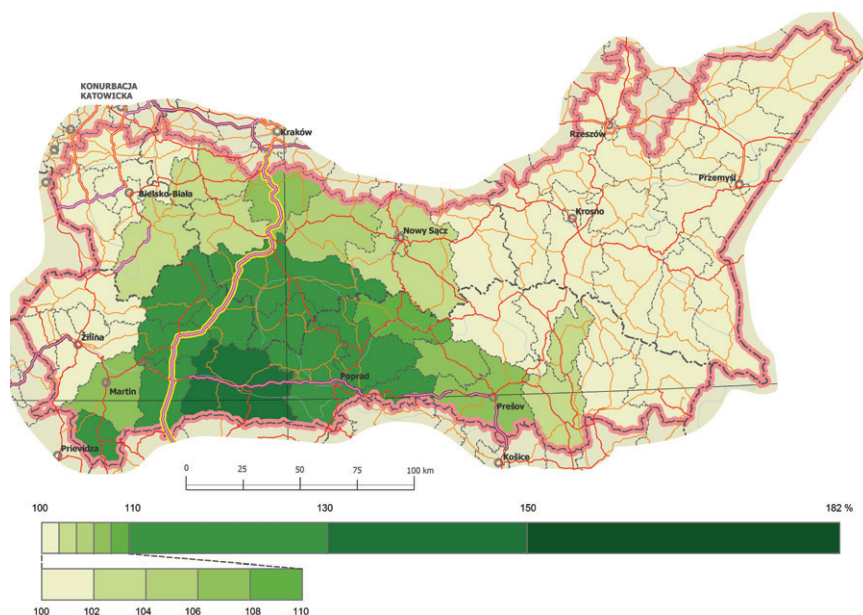 KONURBACJA
KATOWICKA
Kraków
Rzeszów
Bielsko-Biała
Przemyśl
Krosno
Nowy Sącz
Žilina
Poprad
Martin
Prešov
Prievidza
Košice
0 25 50 75 100 km
100 110 130 150 182 %
100 102 104 106 108 110